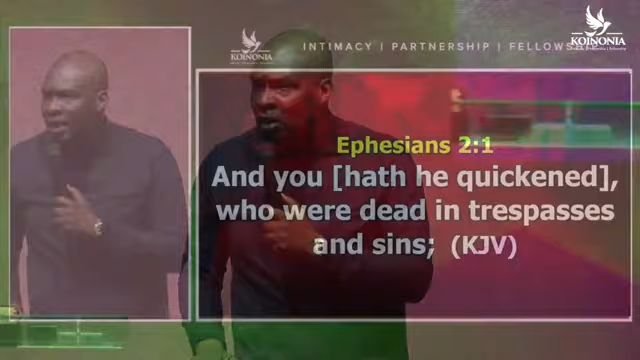 KOINONIA
INTIMACY | PARTNERSHIP | FELLOWSHIP
KOINONIA
Ephesians 2:1
And you [hath he quickened],
who were dead in trespasses
and sins; (KJV)